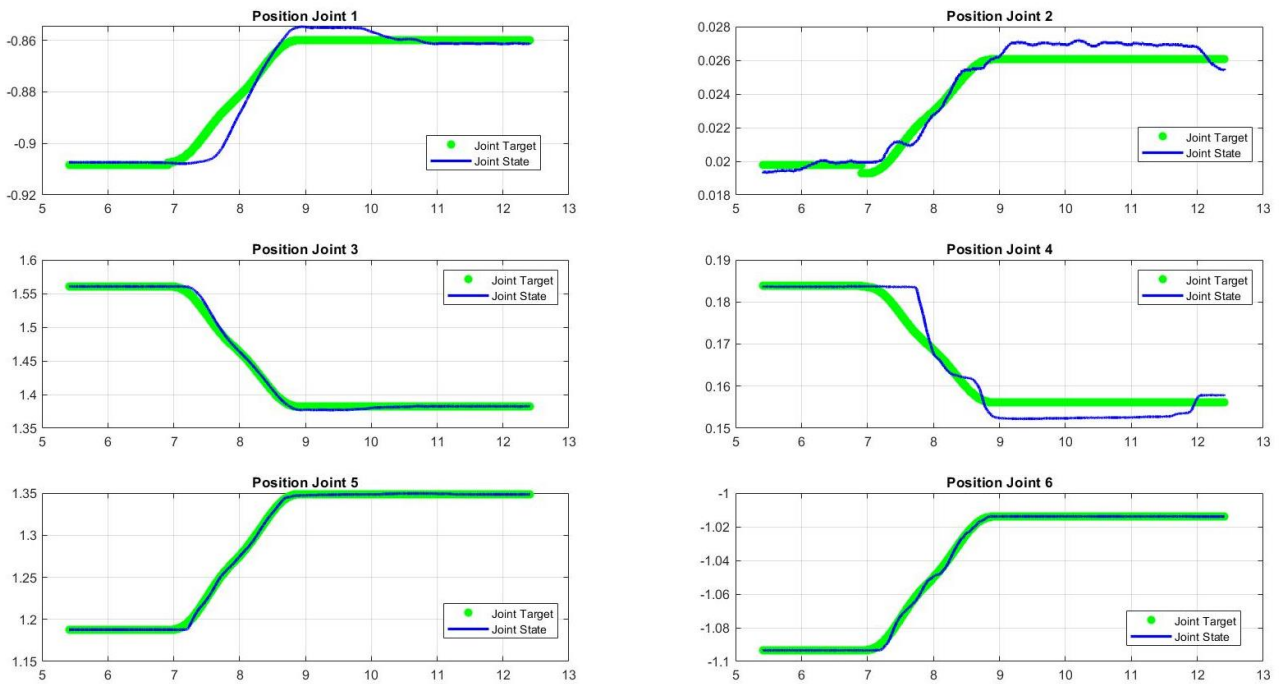 Position Joint 1
-0.86
-0.88
-0.9
-0.92
Joint Target
Joint State
5 6 7 8 9 10 11 12 13
Position Joint 2
0.028
0.026
0.024
0.022
0.02
0.018
Joint Target
Joint State
5 6 7 8 9 10 11 12 13
Position Joint 3
1.6
1.55
1.5
1.45
1.4
1.35
Joint Target
Joint State
5 6 7 8 9 10 11 12 13
Position Joint 4
0.19
0.18
0.17
0.16
0.15
Joint Target
Joint State
5 6 7 8 9 10 11 12 13
Position Joint 5
1.35
1.3
1.25
1.2
1.15
Joint Target
Joint State
5 6 7 8 9 10 11 12 13
Position Joint 6
-1
-1.02
-1.04
-1.06
-1.08
-1.1
Joint Target
Joint State
5 6 7 8 9 10 11 12 13